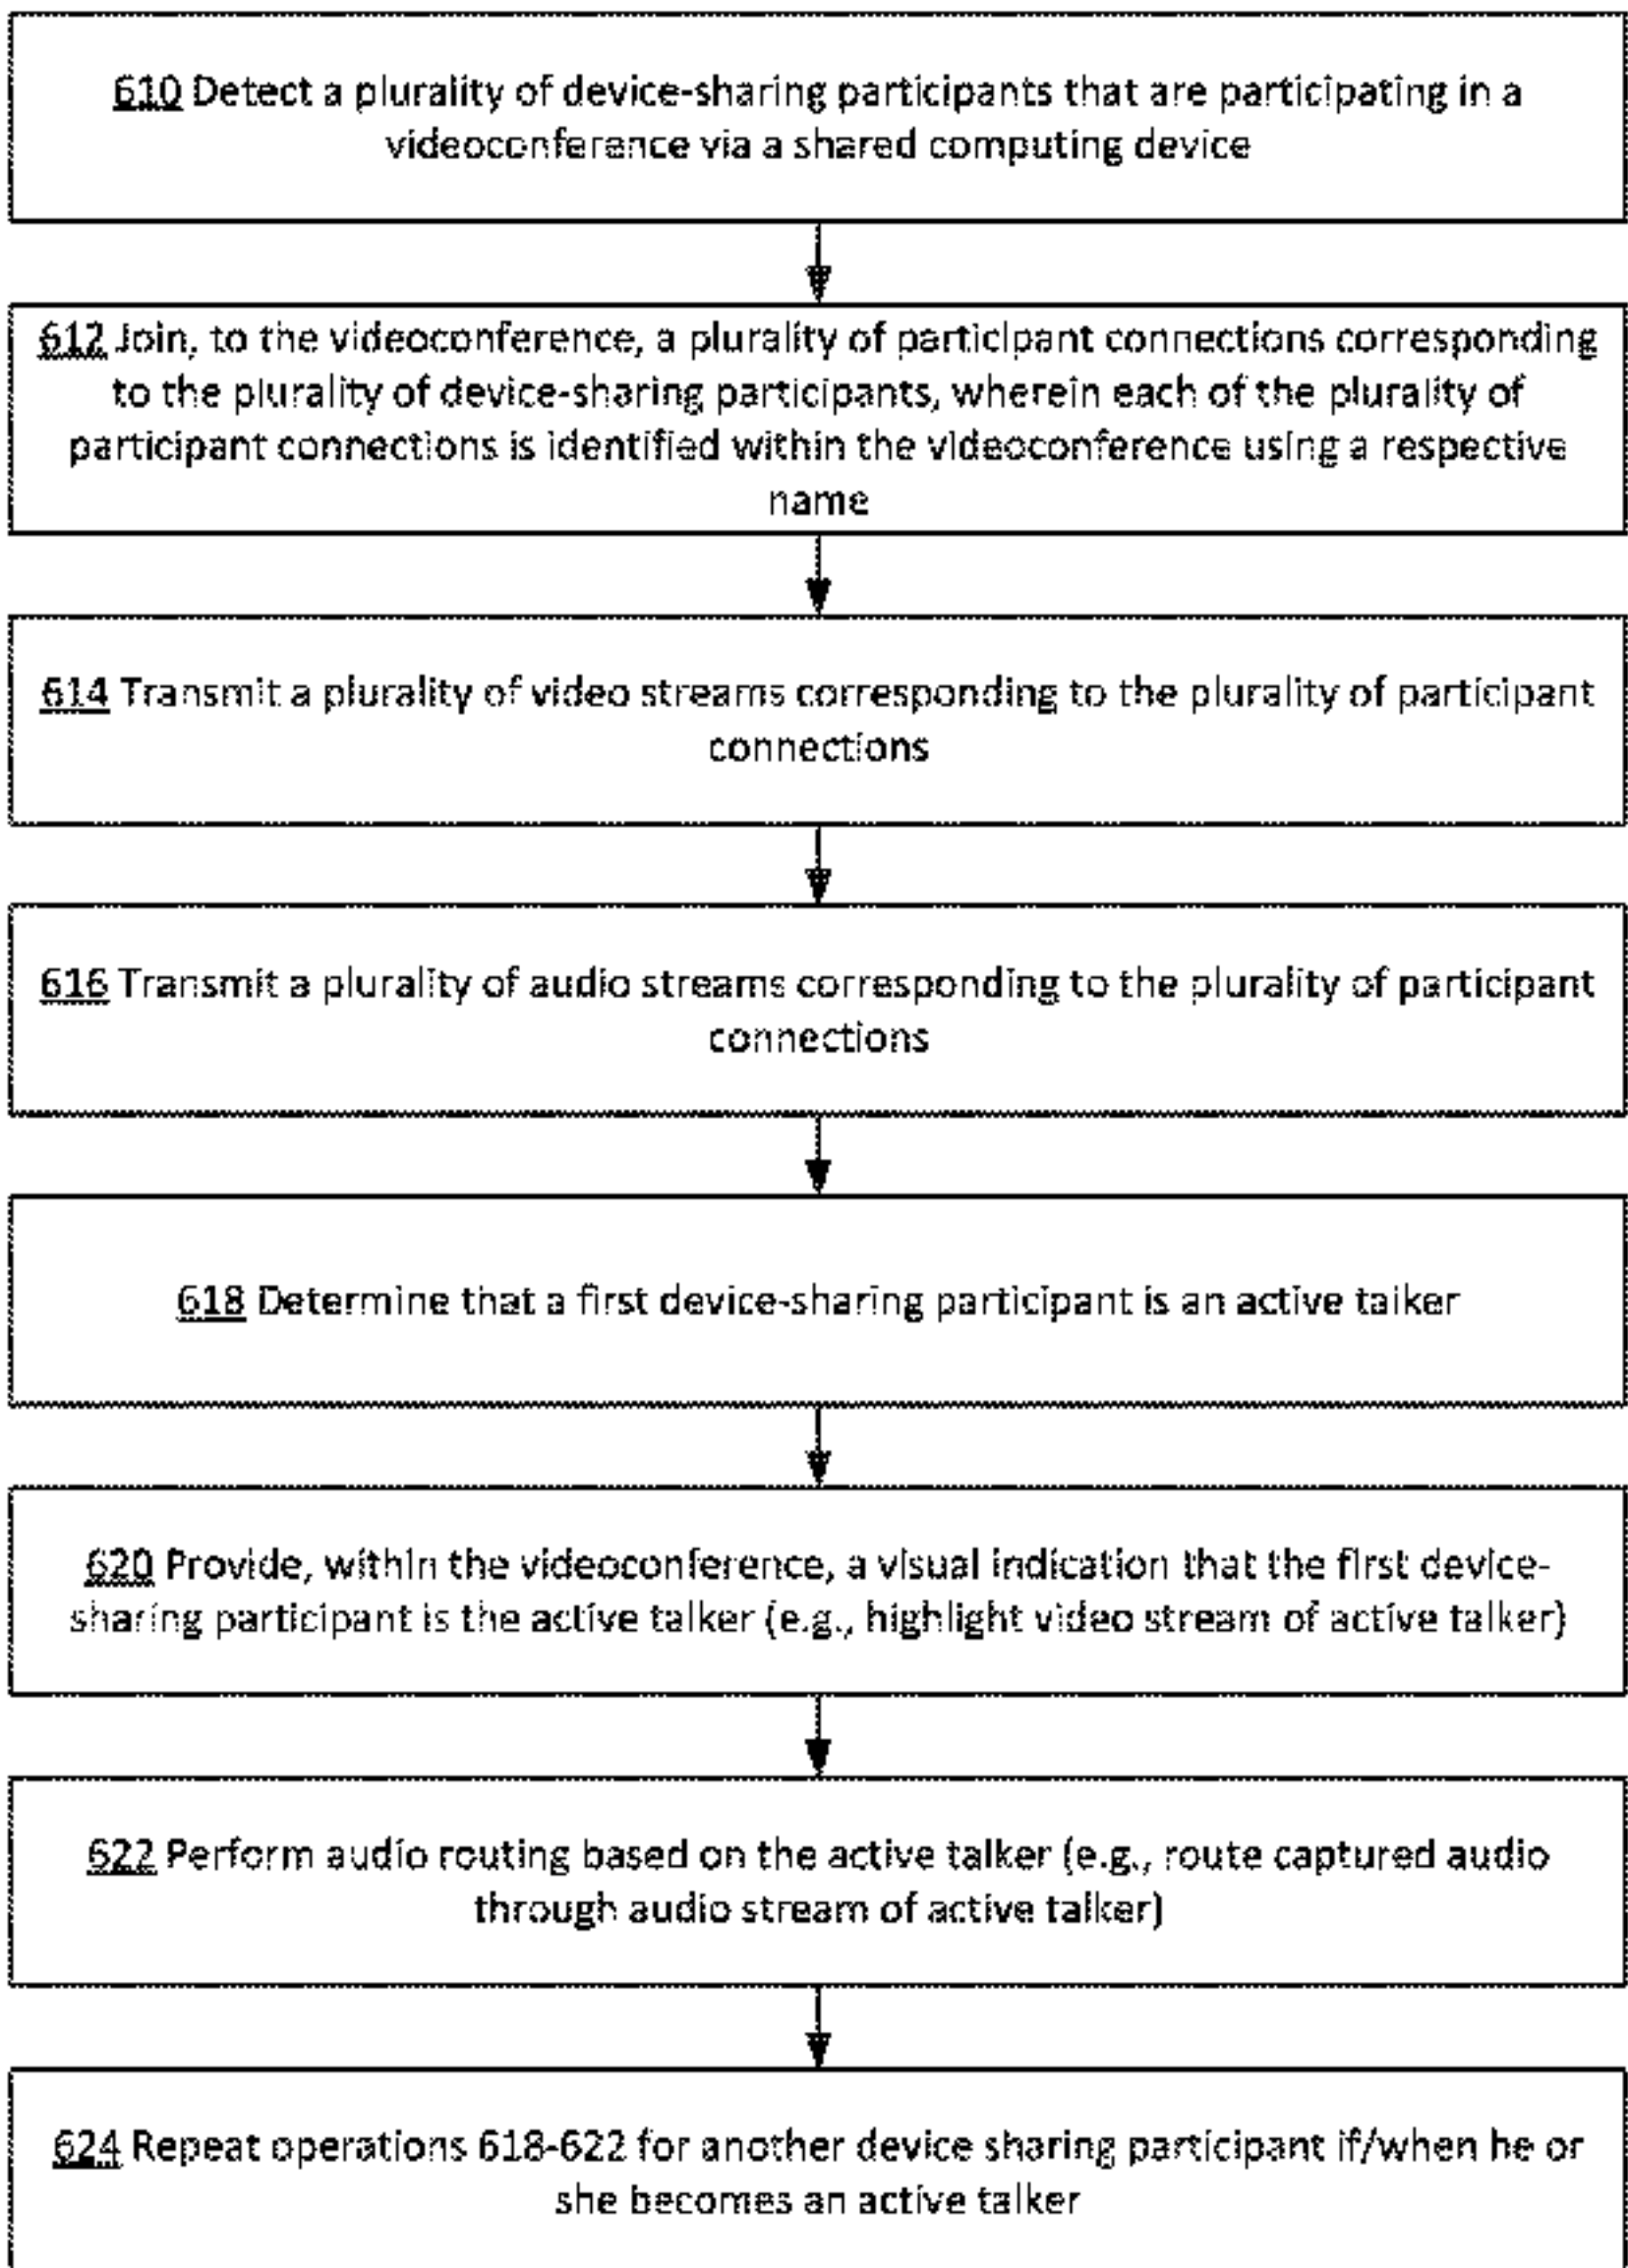 610 Detect a plurality of device-sharing participants that are participating in a
videoconference via a shared computing device
612 Join, to the videoconference, a plurality of participant connections corresponding
to the plurality of device-sharing participants, wherein each of the plurality of
participant connections is identified within the videoconference using a respective
name
614 Transmit a plurality of video streams corresponding to the plurality of participant
connections
616 Transmit a plurality of audio streams corresponding to the plurality of participant
connections
618 Determine that a first device-sharing participant is an active talker
620 Provide, within the videoconference, a visual indication that the first device-
sharing participant is the active talker (e.g., highlight video stream of active talker)
622 Perform audio routing based on the active talker (e.g., route captured audio
through audio stream of active talker)
624 Repeat operations 618-622 for another device sharing participant if/when he or
she becomes an active talker